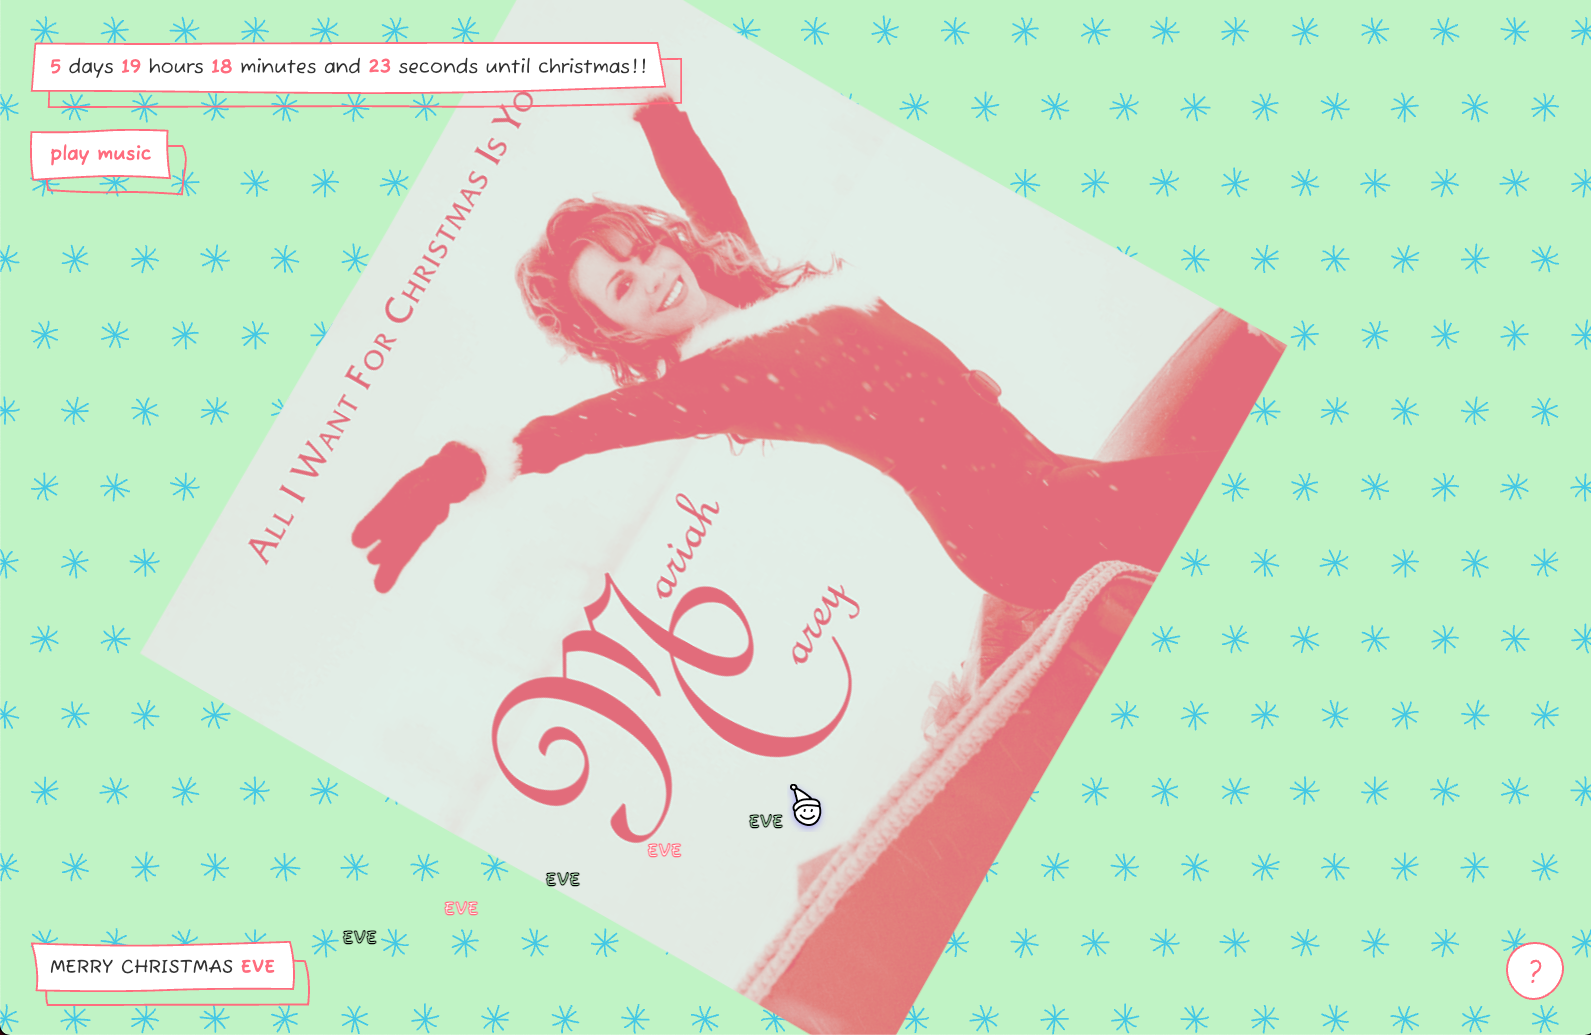 5 days 19 hours 18 minutes and 23 seconds until christmas!!
play music
ALL I WANT FOR CHRISTMAS IS YO
Mariah
Carey
EVE
EVE
EVE
EVE
EVE
MERRY CHRISTMAS EVE
?